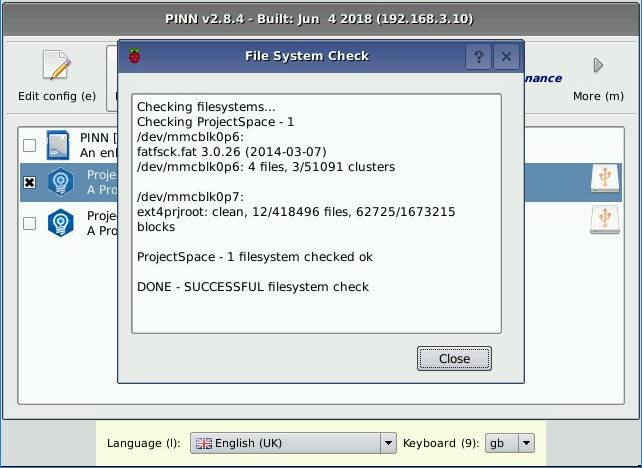 PINN v2.8.4 - Built: Jun 4 2018 (192.168.3.10)
File System Check
?
Edit config (e)
nance
More (m)
Checking filesystems...
Checking ProjectSpace - 1
/dev/mmcblk0p6:
fatfsck.fat 3.0.26 (2014-03-07)
/dev/mmcblk0p6: 4 files, 3/51091 clusters
/dev/mmcblk0p7:
ext4prjroot: clean, 12/418496 files, 62725/1673215
blocks
ProjectSpace - 1 filesystem checked ok
DONE - SUCCESSFUL filesystem check
Close
PINN [
An enl
Proje
A Pro
Proje
A Pro
Language (l): English (UK) Keyboard (9): gb